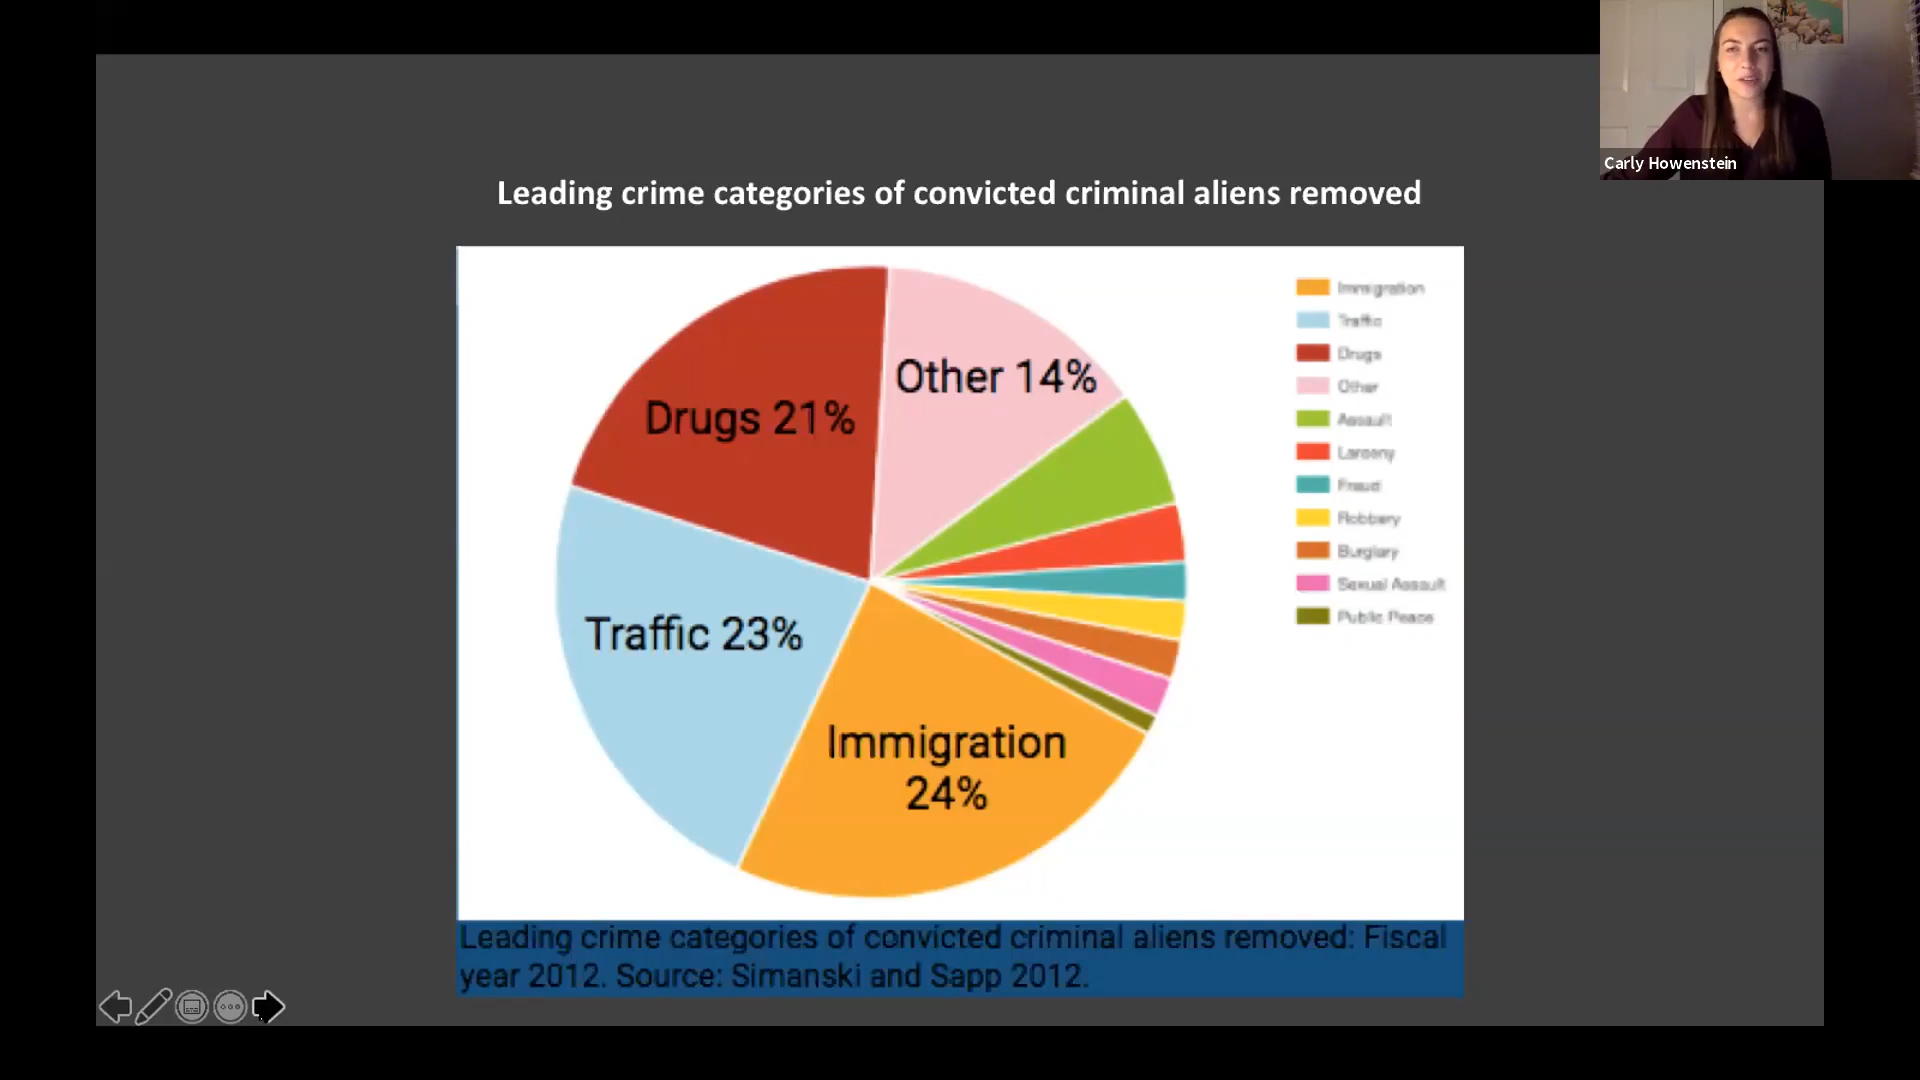 Carly Howenstein
Leading crime categories of convicted criminal aliens removed
Other 14%
Drugs 21%
Traffic 23%
Immigration
24%
Immigration
Traffic
Drugs
Other
Assault
Larceny
Fraud
Robbery
Burglary
Sexual Assault
Public Peace
Leading crime categories of convicted criminal aliens removed: Fiscal
year 2012. Source: Simanski and Sapp 2012.